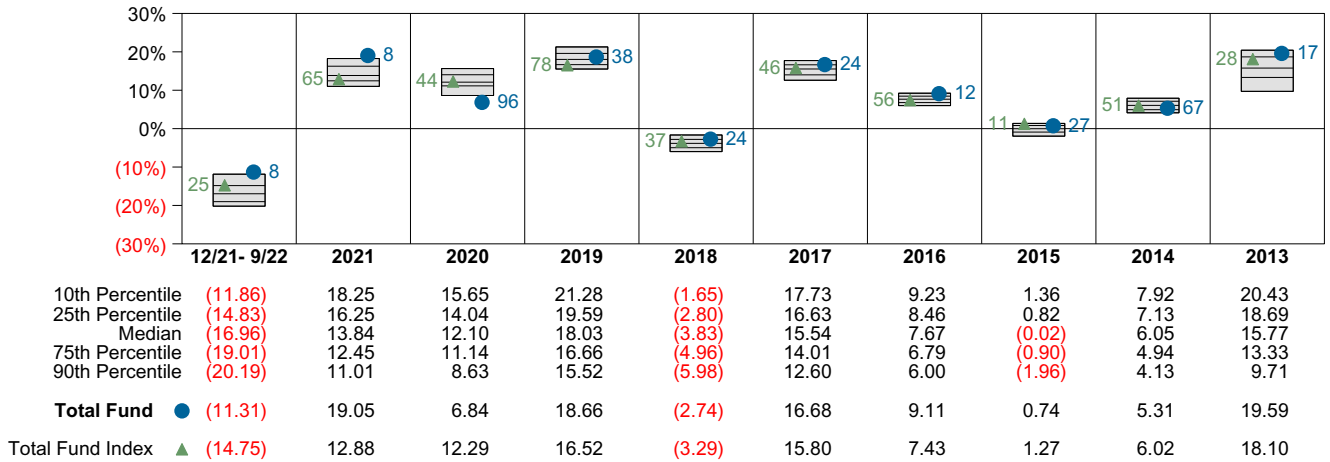 30%
20%
10%
0%
(10%)
(20%)
(30%)
25 8 65 8 44 96 78 38 37 24 46 24 56 12 11 27 51 67 28 17
12/21- 9/22 2021 2020 2019 2018 2017 2016 2015 2014 2013
10th Percentile (11.86) 18.25 15.65 21.28 (1.65) 17.73 9.23 1.36 7.92 20.43
25th Percentile (14.83) 16.25 14.04 19.59 (2.80) 16.63 8.46 0.82 7.13 18.69
Median (16.96) 13.84 12.10 18.03 (3.83) 15.54 7.67 (0.02) 6.05 15.77
75th Percentile (19.01) 12.45 11.14 16.66 (4.96) 14.01 6.79 (0.90) 4.94 13.33
90th Percentile (20.19) 11.01 8.63 15.52 (5.98) 12.60 6.00 (1.96) 4.13 9.71
Total Fund (11.31) 19.05 6.84 18.66 (2.74) 16.68 9.11 0.74 5.31 19.59
Total Fund Index (14.75) 12.88 12.29 16.52 (3.29) 15.80 7.43 1.27 6.02 18.10